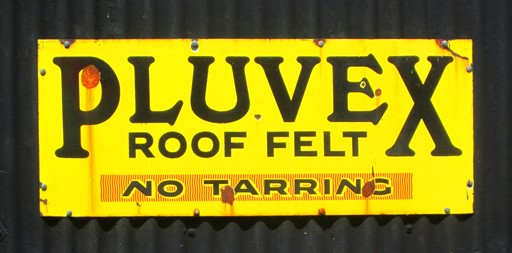 PLUVEX
ROOF FELT
NO TARRING